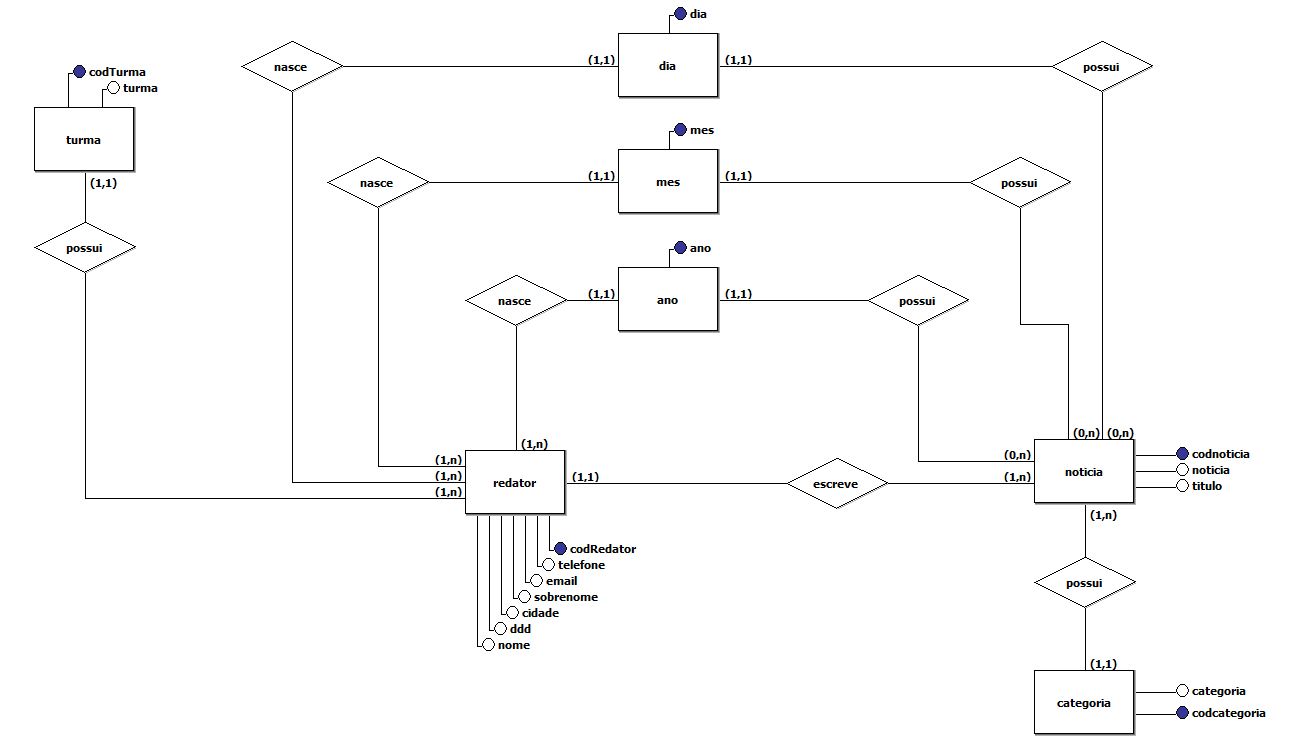 dia
nasce
(1,1)
dia
(1,1)
possui
codTurma
turma
turma
(1,1)
possui
mes
nasce
(1,1)
mes
(1,1)
possui
ano
nasce
(1,1)
ano
(1,1)
possui
(1,n)
(1,n)
(1,n)
(1,n)
redator
(1,1)
escreve
(0,n)
(0,n)
(0,n)
(1,n)
noticia
codnoticia
noticia
titulo
(1,n)
codRedator
telefone
email
sobrenome
cidade
ddd
nome
possui
(1,1)
categoria
categoria
codcategoria